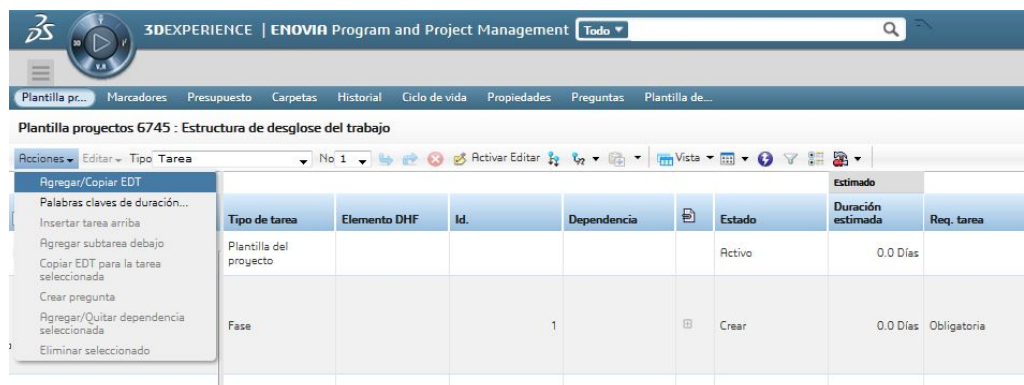 3DEXPERIENCE | ENOVIA Program and Project Management Todo
3D
V.R
Plantilla pr... Marcadores Presupuesto Carpetas Historial Ciclo de vida Propiedades Preguntas Plantilla de...
Plantilla proyectos 6745 : Estructura de desglose del trabajo
Acciones Editar Tipo Tarea No 1 Activar Editar Vista
Agregar/Copiar EDT
Palabras claves de duración...
Insertar tarea arriba
Agregar subtarea debajo
Copiar EDT para la tarea
seleccionada
Crear pregunta
Agregar/Quitar dependencia
seleccionada
Eliminar seleccionado
Estimado
Tipo de tarea Elemento DHF Id. Dependencia Estado Duración
estimada Req. tarea
Plantilla del
proyecto Activo 0.0 Días
Fase 1 Crear 0.0 Días Obligatoria